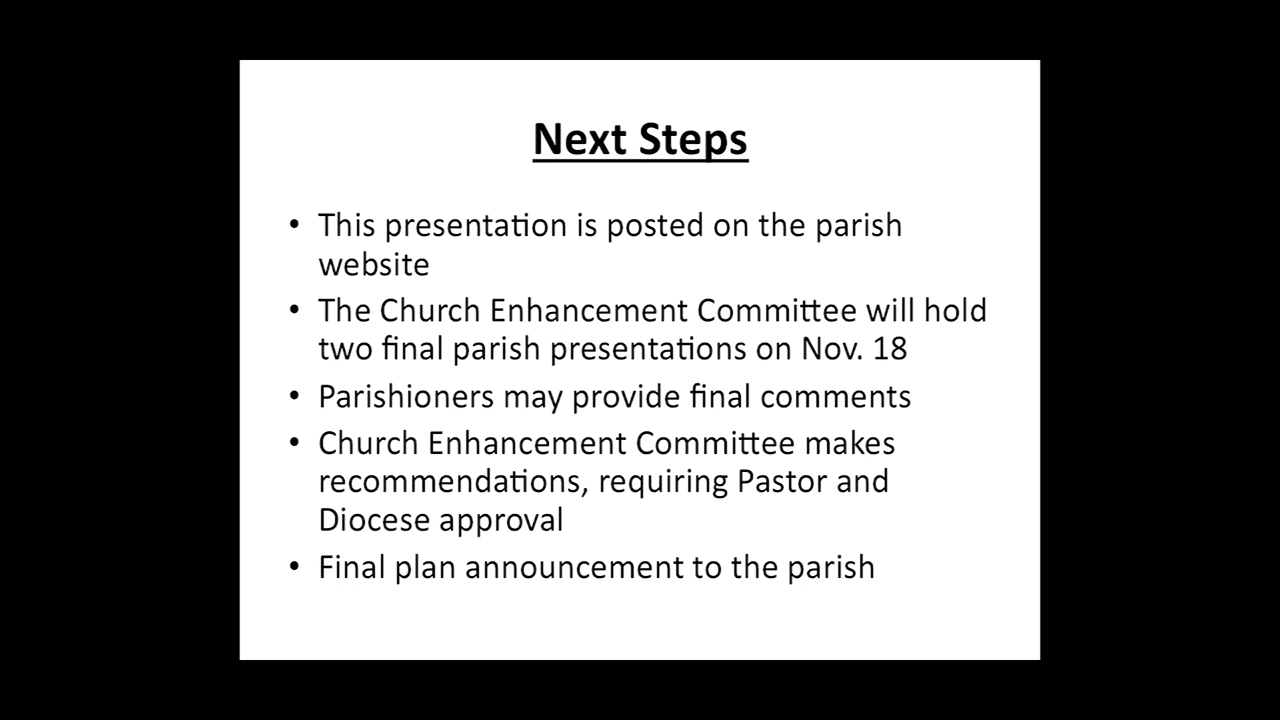 Next Steps
• This presentation is posted on the parish
website
• The Church Enhancement Committee will hold
two final parish presentations on Nov. 18
• Parishioners may provide final comments
• Church Enhancement Committee makes
recommendations, requiring Pastor and
Diocese approval
• Final plan announcement to the parish